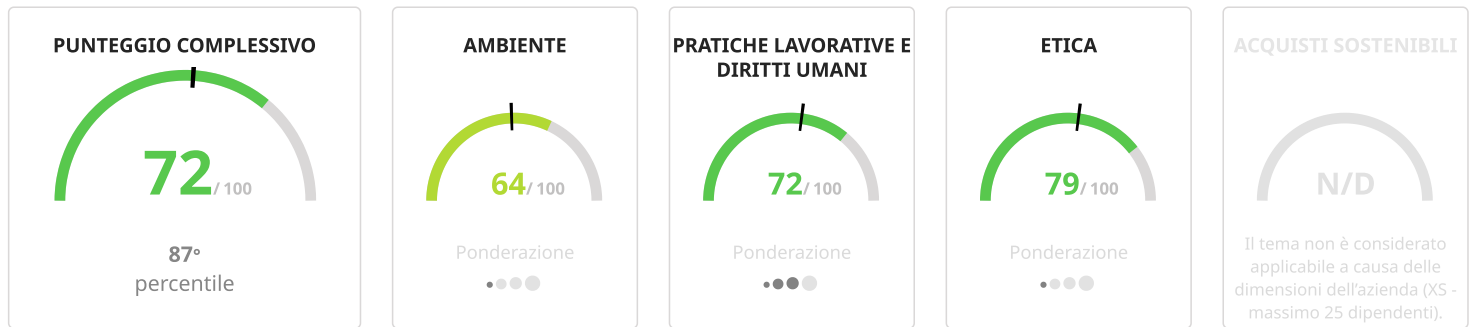 PUNTEGGIO COMPLESSIVO
72 / 100
87°
percentile
AMBIENTE
64 / 100
Ponderazione
PRATICHE LAVORATIVE E
DIRITTI UMANI
72 / 100
Ponderazione
ETICA
79 / 100
Ponderazione
ACQUISTI SOSTENIBILI
N/D
Il tema non è considerato
applicabile a causa delle
dimensioni dell'azienda (XS -
massimo 25 dipendenti).